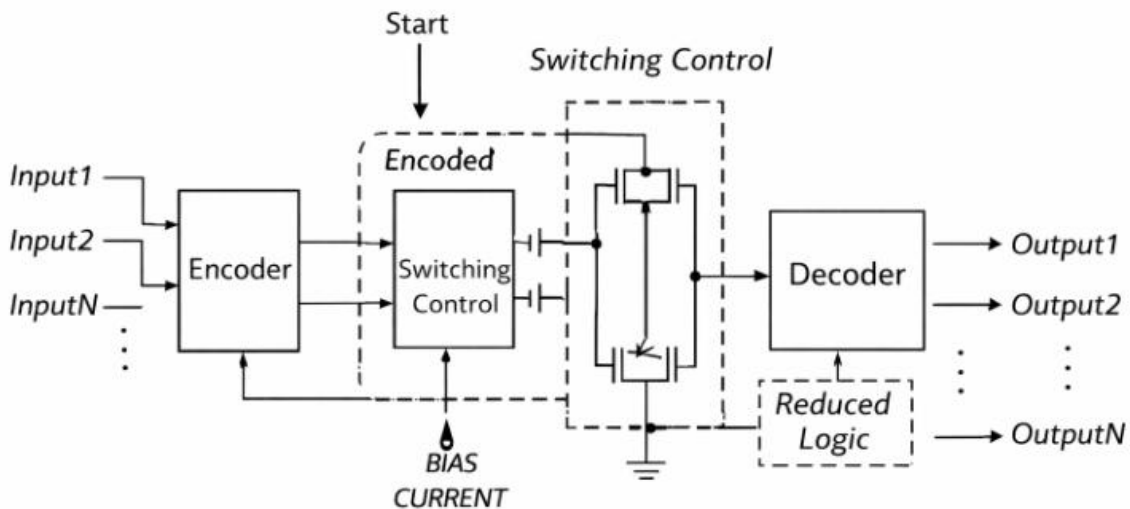 Start
Switching Control
Encoded
Input1
Input2
InputN
Encoder
Switching
Control
Decoder
Output1
Output2
OutputN
Reduced
Logic
BIAS
CURRENT